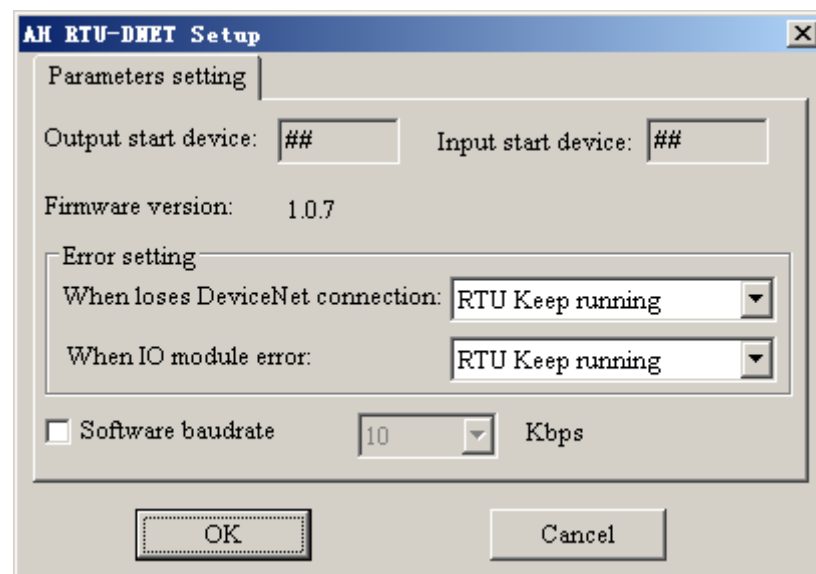 AH RTU-DNET Setup
Parameters setting
Output start device: ## Input start device: ##
Firmware version: 1.0.7
Error setting
When loses DeviceNet connection: RTU Keep running
When IO module error: RTU Keep running
Software baudrate 10 Kbps
OK Cancel